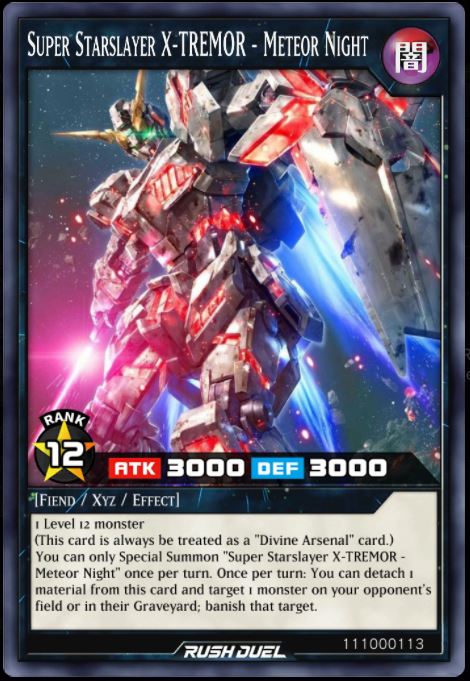 Super Starslayer X-TREMOR - Meteor Night
闇
RANK
12
ATK 3000 DEF 3000
[Fiend / Xyz / Effect]
1 Level 12 monster
(This card is always be treated as a "Divine Arsenal" card.)
You can only Special Summon "Super Starslayer X-TREMOR -
Meteor Night" once per turn. Once per turn: You can detach 1
material from this card and target 1 monster on your opponent's
field or in their Graveyard; banish that target.
RUSH DUEL
111000113